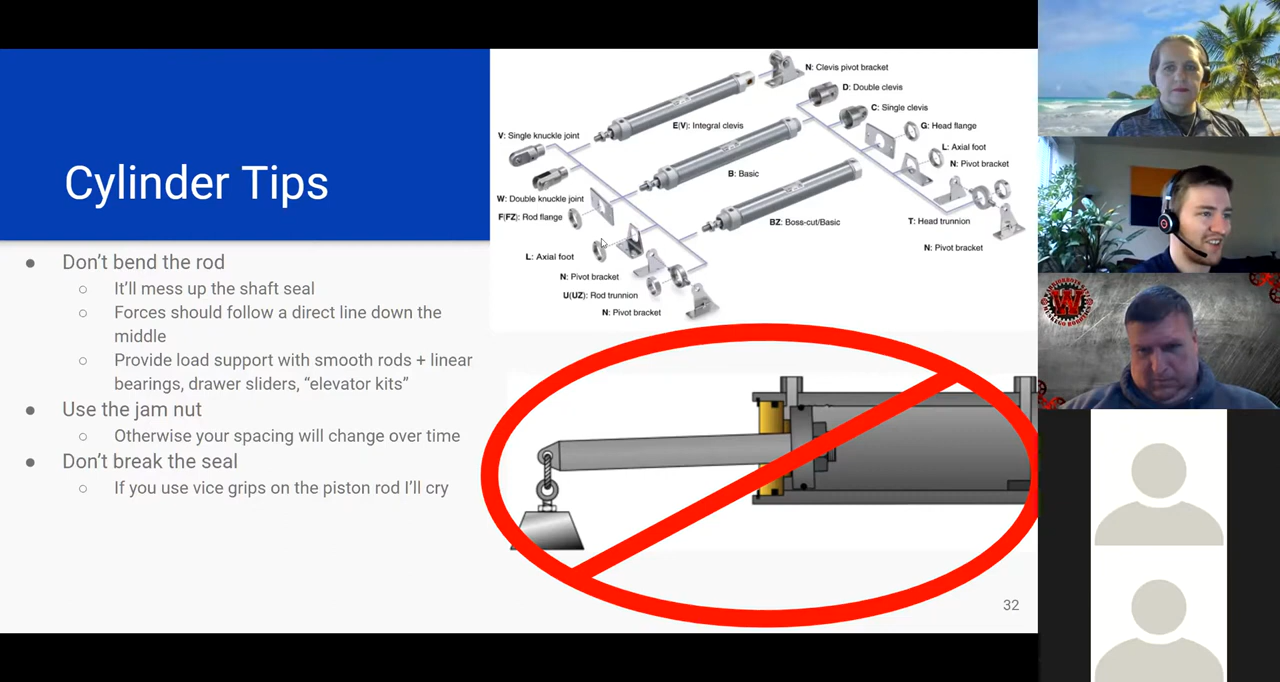 Cylinder Tips
● Don’t bend the rod
○ It’ll mess up the shaft seal
○ Forces should follow a direct line down the
middle
○ Provide load support with smooth rods + linear
bearings, drawer sliders, “elevator kits”
● Use the jam nut
○ Otherwise your spacing will change over time
● Don’t break the seal
○ If you use vice grips on the piston rod I’ll cry
N: Clevis pivot bracket
D: Double clevis
C: Single clevis
E(V): Integral clevis
G: Head flange
V: Single knuckle joint
L: Axial foot
N: Pivot bracket
B: Basic
W: Double knuckle joint
F(FZ): Rod flange
BZ: Boss-cut/Basic
T: Head trunnion
N: Pivot bracket
L: Axial foot
N: Pivot bracket
U(UZ): Rod trunnion
N: Pivot bracket
32
W